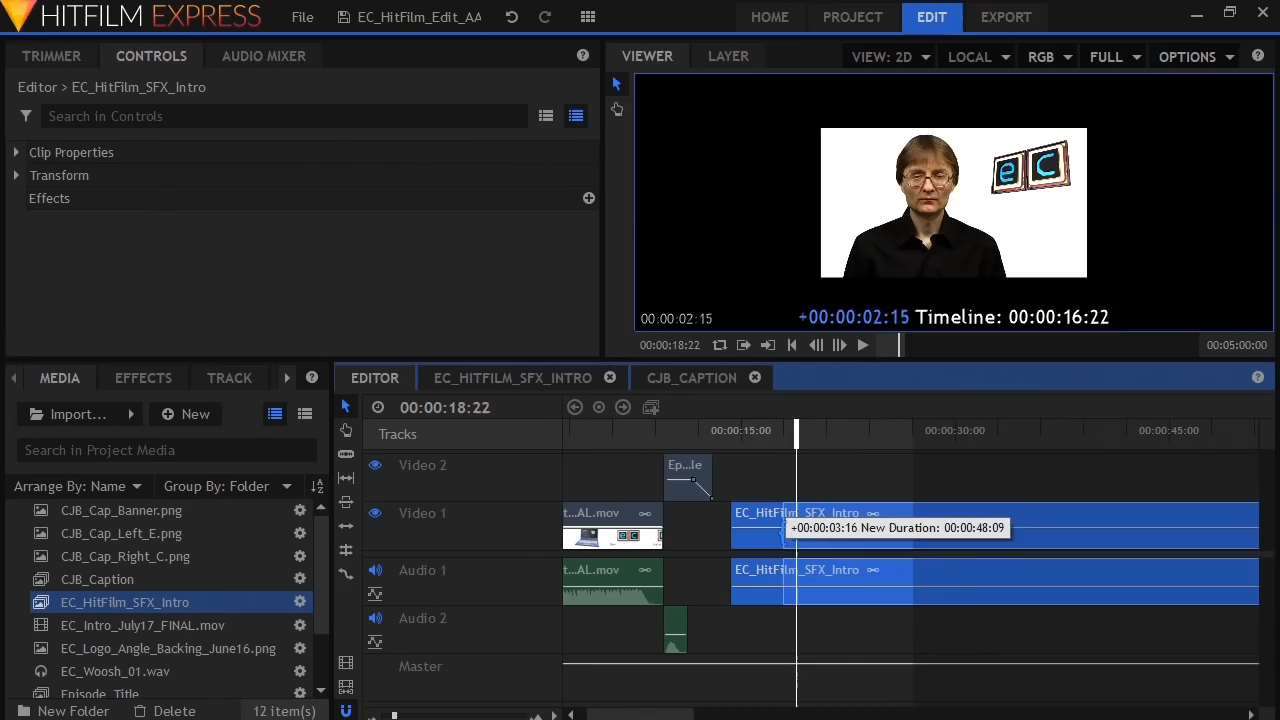 HITFILM EXPRESS
File
EC_HitFilm_Edit_AA
HOME
PROJECT
EDIT
EXPORT
TRIMMER
CONTROLS
AUDIO MIXER
VIEWER
LAYER
VIEW: 2D
LOCAL
RGB
FULL
OPTIONS
Editor > EC_HitFilm_SFX_Intro
Search in Controls
Clip Properties
Transform
Effects
ec
00:00:02:15
+00:00:02:15 Timeline: 00:00:16:22
00:00:18:22
00:05:00:00
MEDIA
EFFECTS
TRACK
EDITOR
EC_HITFILM_SFX_INTRO
CJB_CAPTION
Import...
New
00:00:18:22
Search in Project Media
Tracks
00:00:15:00
00:00:30:00
00:00:45:00
Arrange By: Name
Group By: Folder
CJB_Cap_Banner.png
CJB_Cap_Left_E.png
CJB_Cap_Right_C.png
CJB_Caption
EC_HitFilm_SFX_Intro
EC_Intro_July17_FINAL.mov
EC_Logo_Angle_Backing_June16.png
EC_Woosh_01.wav
Episode_Title
New Folder
Delete
12 item(s)
Video 2
Ep...le
Video 1
t...AL.mov
EC_HitFilm_SFX_Intro
+00:00:03:16 New Duration: 00:00:48:09
ec
Audio 1
t...AL.mov
EC_HitFilm_SFX_Intro
Audio 2
Master